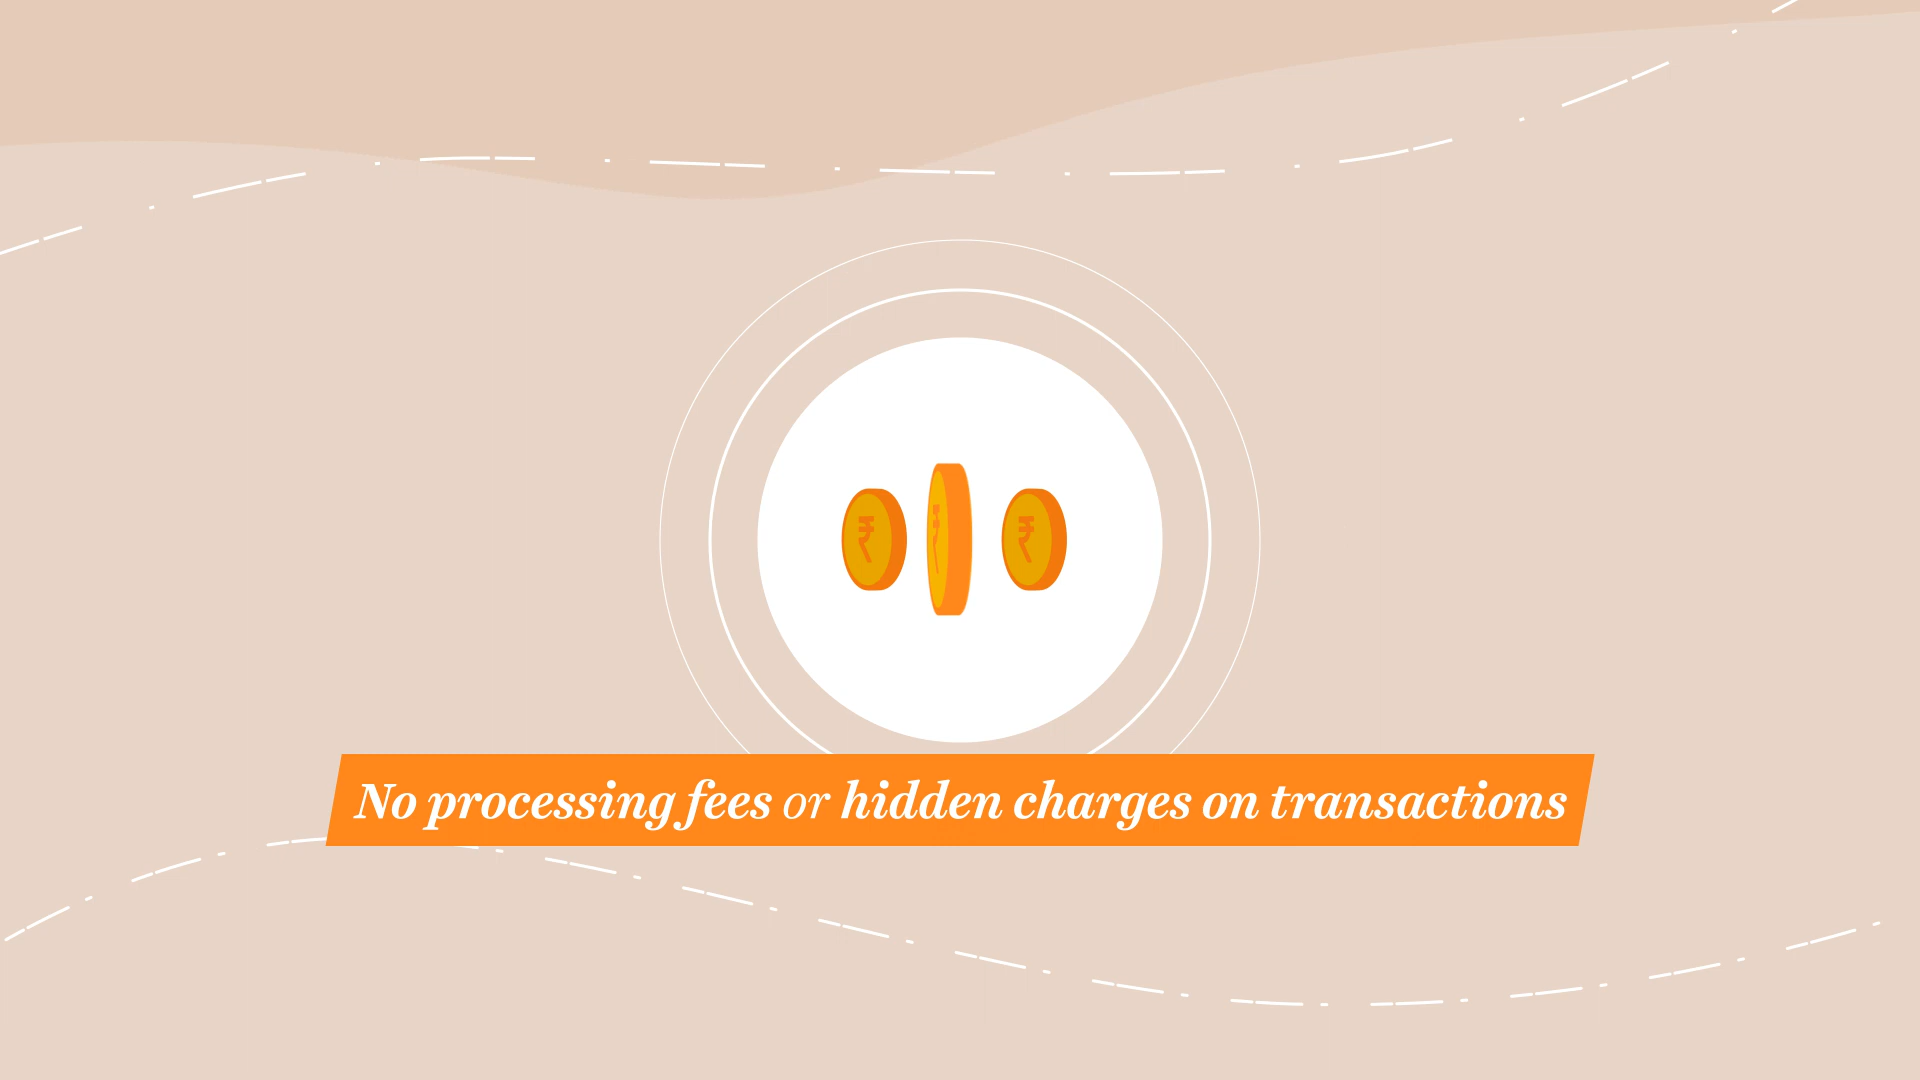 ₹ ₹ ₹
No processing fees or hidden charges on transactions